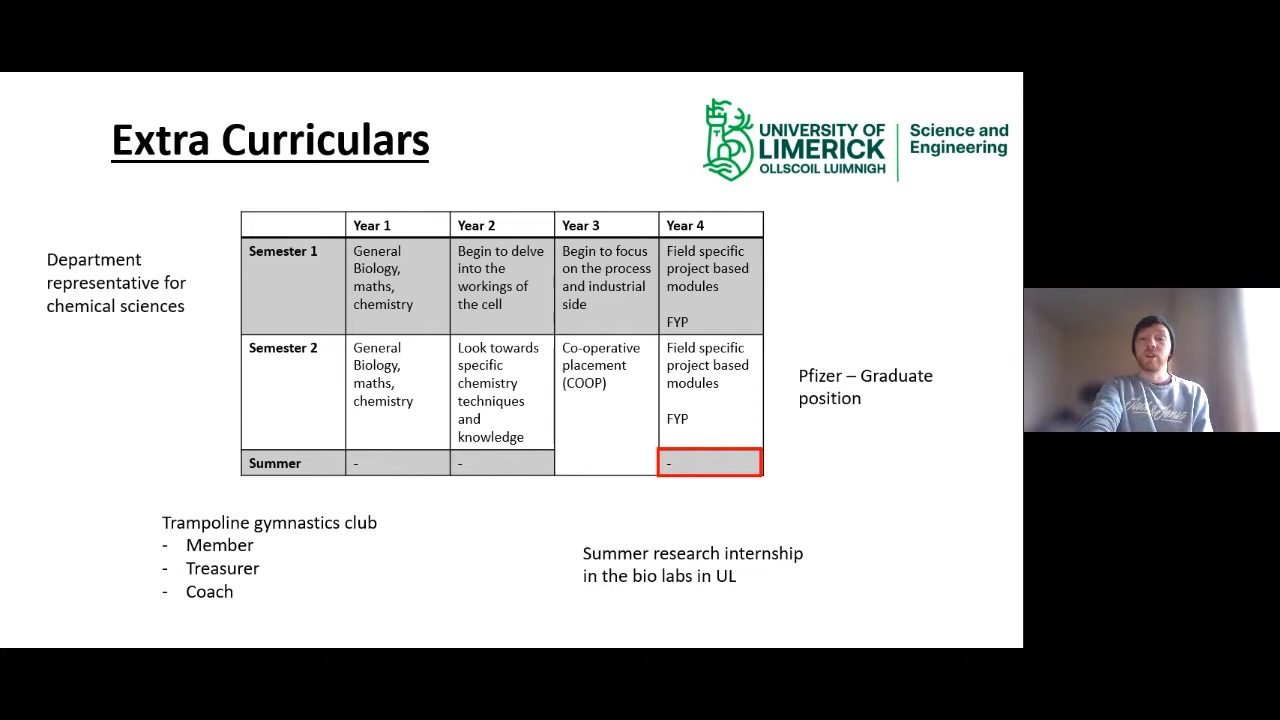 Extra Curriculars
UNIVERSITY OF
LIMERICK
OLLSCOIL LUIMNIGH
Science and
Engineering
Department
representative for
chemical sciences
Year 1
Year 2
Year 3
Year 4
Semester 1
General
Biology,
maths,
chemistry
Begin to delve
into the
workings of
the cell
Begin to focus
on the process
and industrial
side
Field specific
project based
modules
FYP
Semester 2
General
Biology,
maths,
chemistry
Look towards
specific
chemistry
techniques
and
knowledge
Co-operative
placement
(COOP)
Field specific
project based
modules
FYP
Summer
-
-
-
Pfizer – Graduate
position
Trampoline gymnastics club
- Member
- Treasurer
- Coach
Summer research internship
in the bio labs in UL
Jack & Jones